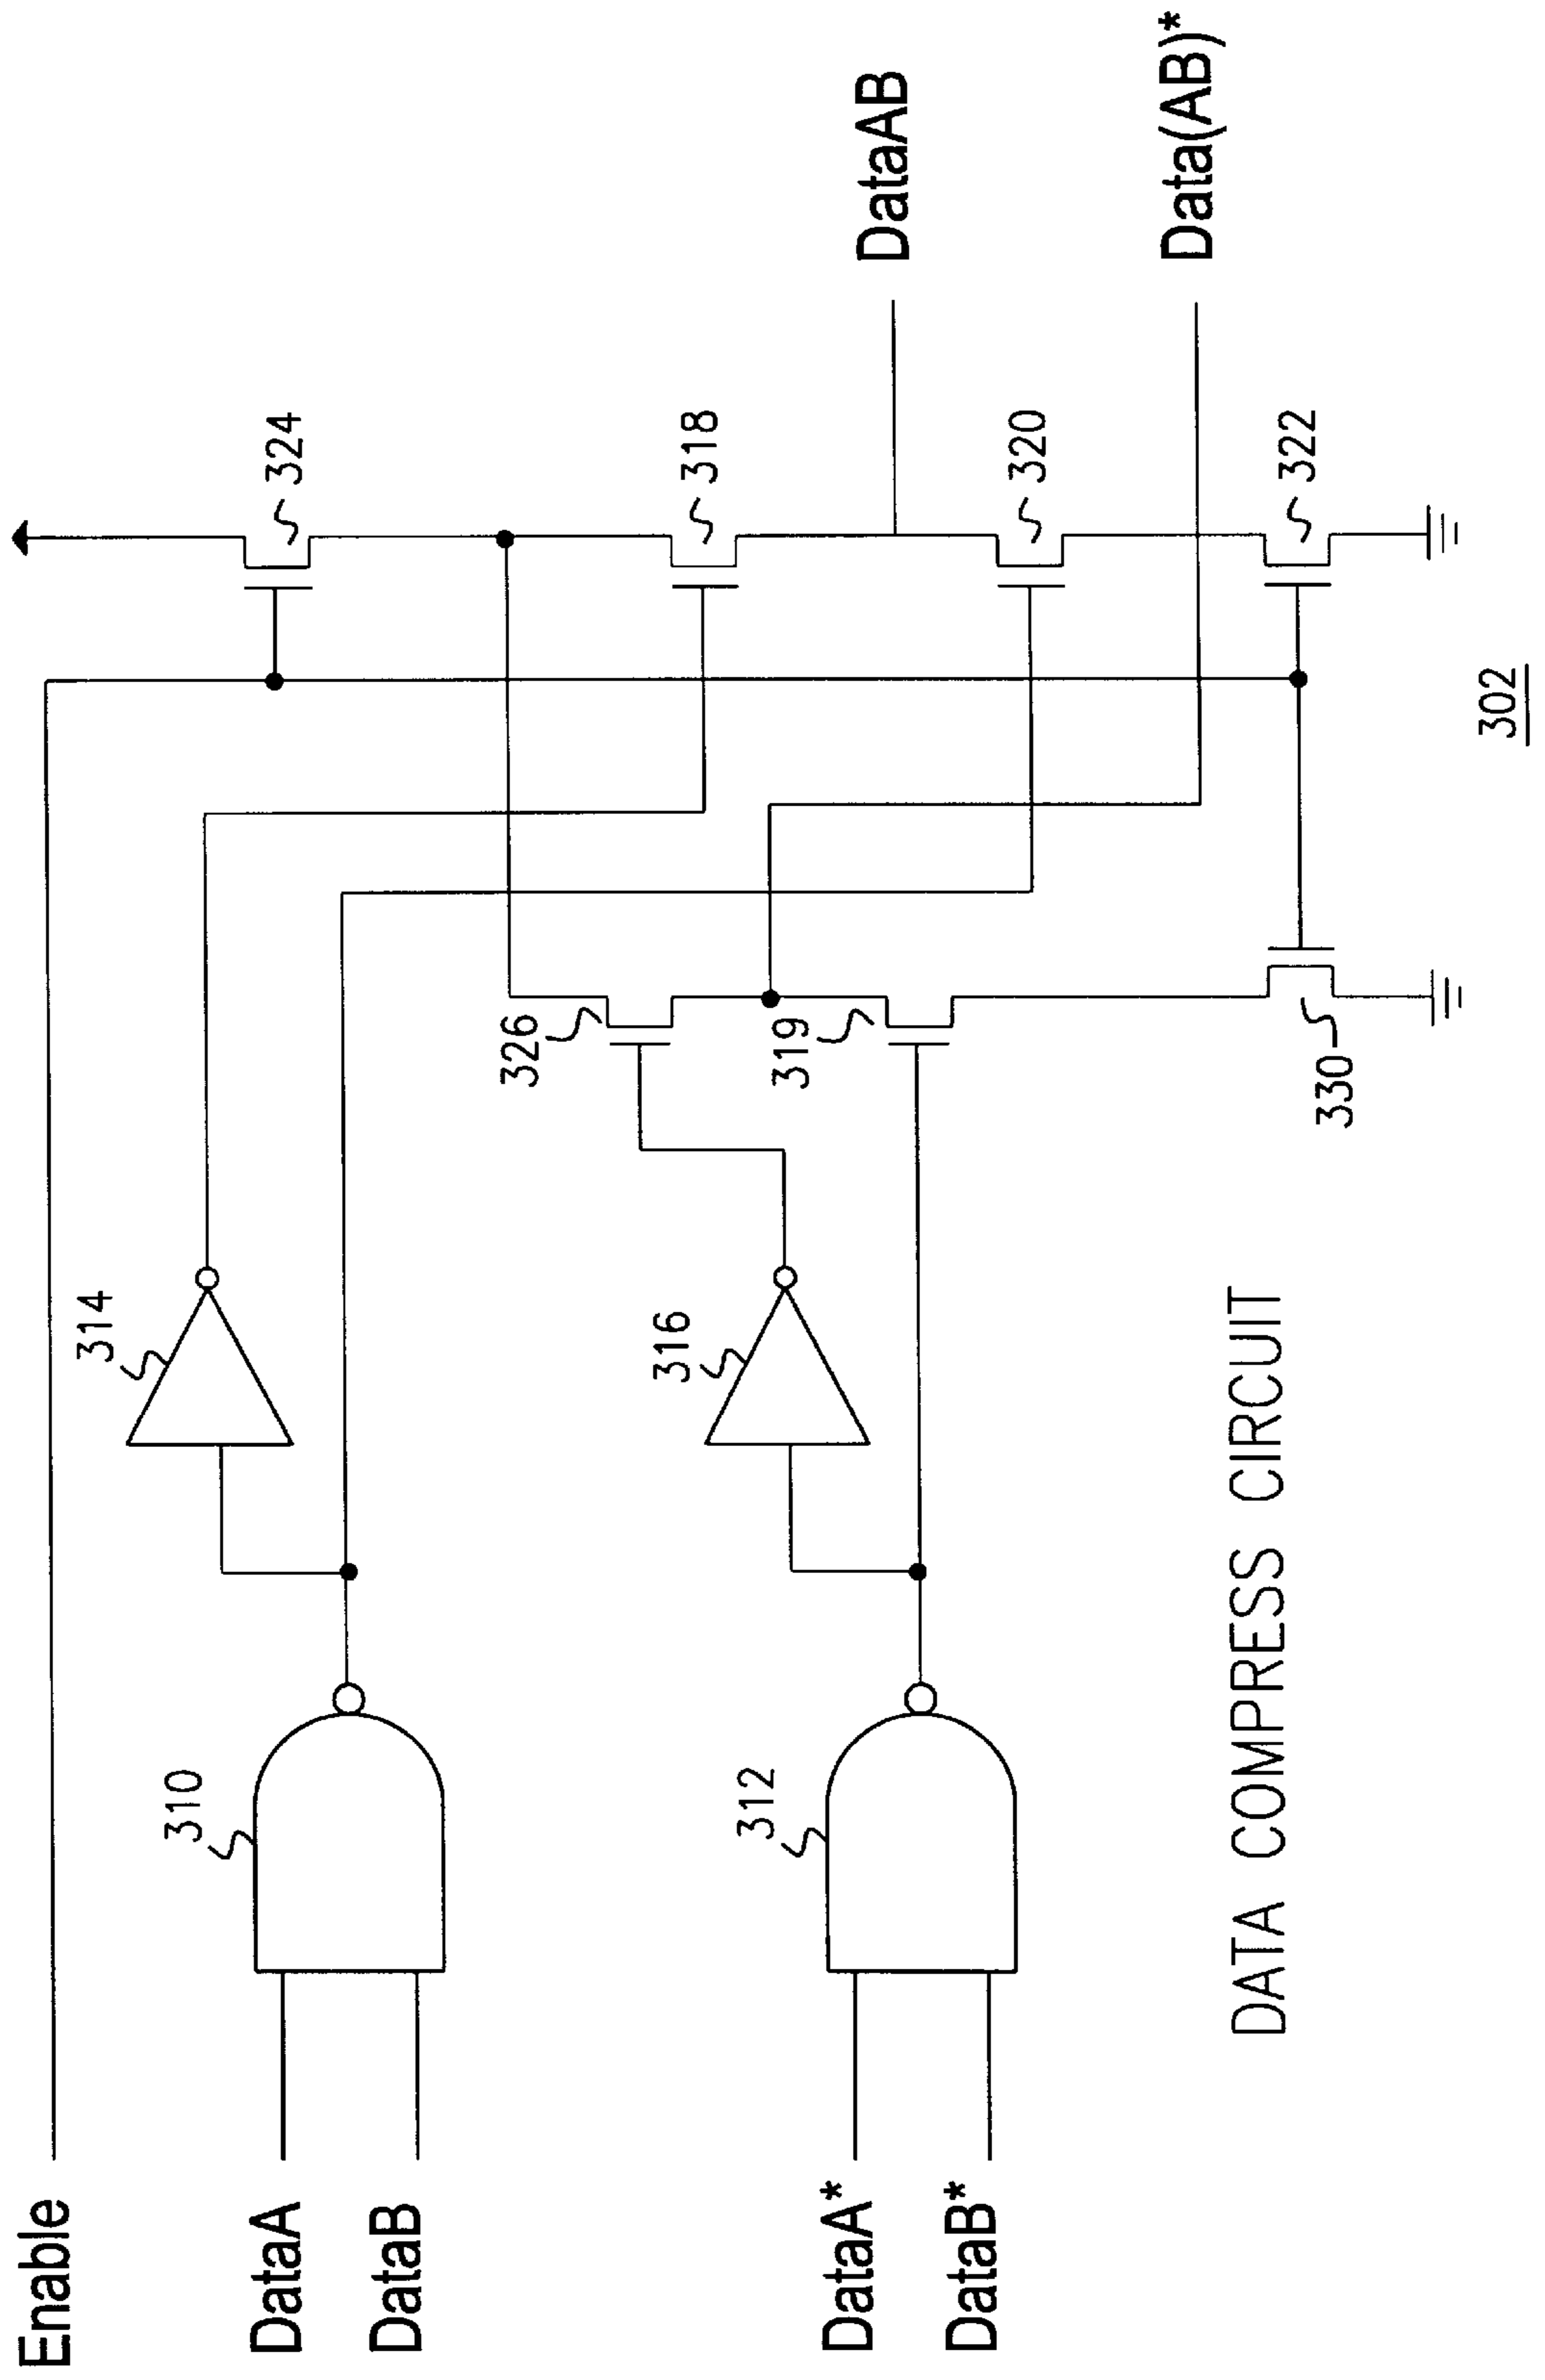 Enable
DataA
DataB
DataA*
DataB*
310
312
314
316
326
319
330
324
318
320
322
DataAB
Data(AB)*
302
DATA COMPRESS CIRCUIT